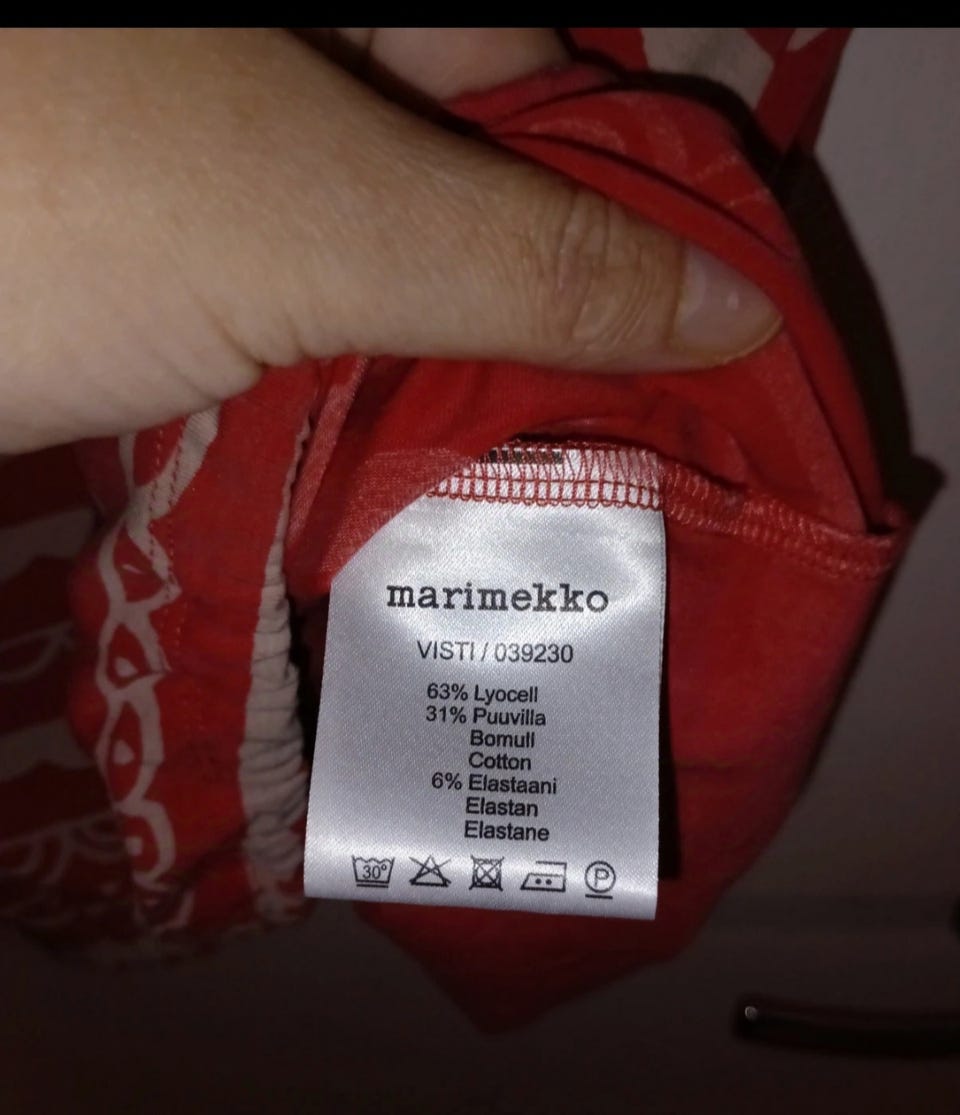 marimekko
VISTI / 039230
63% Lyocell
31% Puuvilla
Bomull
Cotton
6% Elastaani
Elastan
Elastane
30°
P